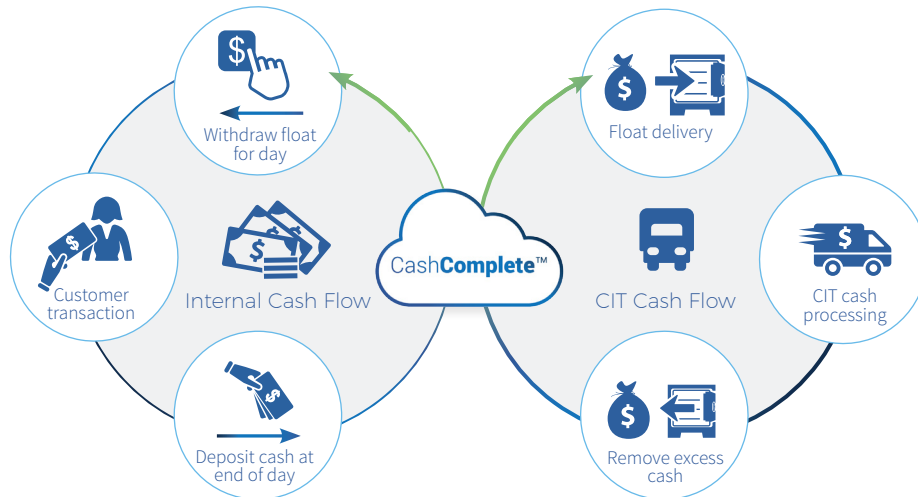 $
Withdraw float
for day
$
Float delivery
$
Customer
transaction
$
Internal Cash Flow
CashComplete™
CIT Cash Flow
$
CIT cash
processing
$
Deposit cash at
end of day
$
Remove excess
cash